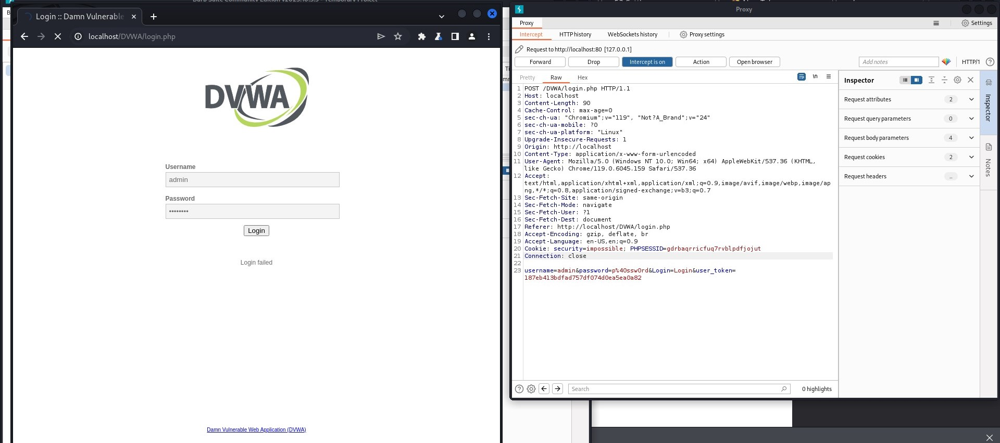 Burp Suite Community Edition v2023.10.3.5 - Temporary Project
Login :: Damn Vulnerable
localhost/DVWA/login.php
DVWA
Username
admin
Password
••••••••
Login
Login failed
Damn Vulnerable Web Application (DVWA)
Proxy
Proxy
Settings
Intercept
HTTP history
WebSockets history
Proxy settings
Request to http://localhost:80 [127.0.0.1]
Forward
Drop
Intercept is on
Action
Open browser
Add notes
HTTP/1
Pretty
Raw
Hex
\n
1 POST /DVWA/login.php HTTP/1.1
2 Host: localhost
3 Content-Length: 90
4 Cache-Control: max-age=0
5 sec-ch-ua: "Chromium";v="119", "Not?A_Brand";v="24"
6 sec-ch-ua-mobile: ?0
7 sec-ch-ua-platform: "Linux"
8 Upgrade-Insecure-Requests: 1
9 Origin: http://localhost
10 Content-Type: application/x-www-form-urlencoded
11 User-Agent: Mozilla/5.0 (Windows NT 10.0; Win64; x64) AppleWebKit/537.36 (KHTML,
like Gecko) Chrome/119.0.6045.159 Safari/537.36
12 Accept:
text/html,application/xhtml+xml,application/xml;q=0.9,image/avif,image/webp,image/ap
ng,*/*;q=0.8,application/signed-exchange;v=b3;q=0.7
13 Sec-Fetch-Site: same-origin
14 Sec-Fetch-Mode: navigate
15 Sec-Fetch-User: ?1
16 Sec-Fetch-Dest: document
17 Referer: http://localhost/DVWA/login.php
18 Accept-Encoding: gzip, deflate, br
19 Accept-Language: en-US,en;q=0.9
20 Cookie: security=impossible; PHPSESSID=gdrbaqrricfuq7rvblpdfjojut
21 Connection: close
22
23 username=admin&password=p%40ssw0rd&Login=Login&user_token=
187eb413bdfad757df074d0ea5ea0a82
Search
0 highlights
Inspector
Request attributes 2
Request query parameters 0
Request body parameters 4
Request cookies 2
Request headers ..
Inspector
Notes